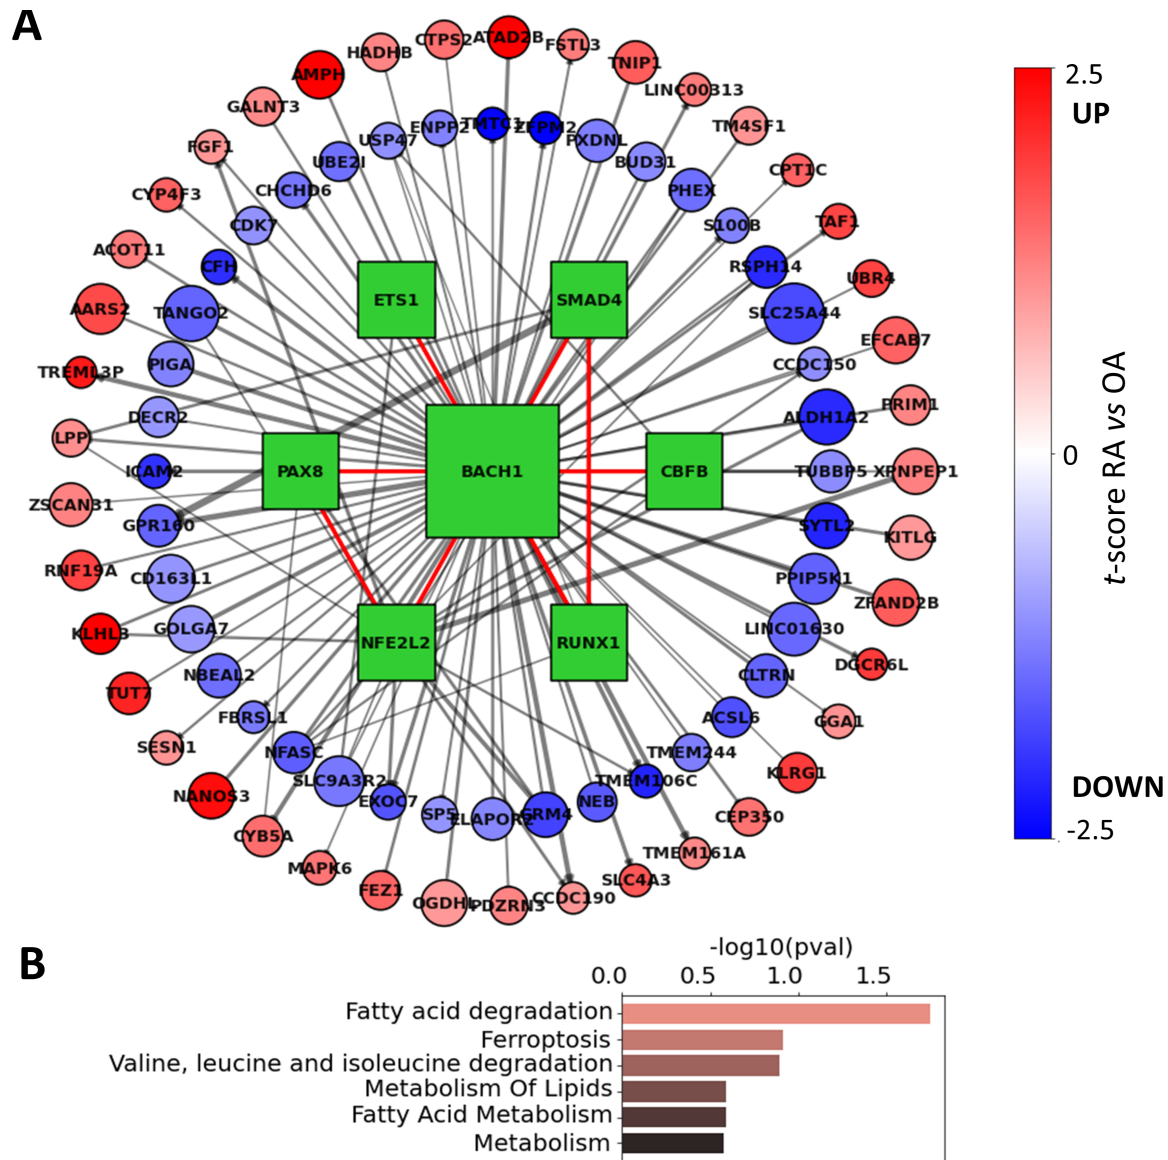 A
HADHB
CTPS2
ATAD2B
FSTL3
TNIP1
AMPH
LINC00313
GALNT3
TM4SF1
FGF1
USP47
ENPP2
TMTC1
ZFPM2
PXDNL
BUD31
CPT1C
UBE2I
CYP4F3
CHCHD6
PHEX
TAF1
ACOT11
CDK7
S100B
CFH
RSPH14
UBR4
AARS2
TANGO2
ETS1
SMAD4
SLC25A44
EFCAB7
TREML3P
PIGA
CCDC150
PRIM1
LPP
DECR2
ALDH1A2
ICAM2
PAX8
BACH1
CBFB
TUBBP5
XPNPEP1
ZSCAN31
GPR160
SYTL2
KITLG
RNF19A
CD163L1
PPIP5K1
ZFAND2B
KLHL3
GOLGA7
NFE2L2
RUNX1
LINC01630
DGCR6L
TUT7
NBEAL2
CLTRN
SESN1
FBRSL1
ACSL6
GGA1
NANOS3
NFASC
TMEM244
KLRG1
SLC9A3R2
TMEM106C
EXOC7
SP5
ELAPOR2
NEB
CEP350
CYB5A
TMEM161A
MAPK6
SLC4A3
FEZ1
OGDHL
PDZRN3
CCDC190
2.5
UP
0
t-score RA vs OA
DOWN
-2.5
B
-log10(pval)
0.0 0.5 1.0 1.5
Fatty acid degradation
Ferroptosis
Valine, leucine and isoleucine degradation
Metabolism Of Lipids
Fatty Acid Metabolism
Metabolism